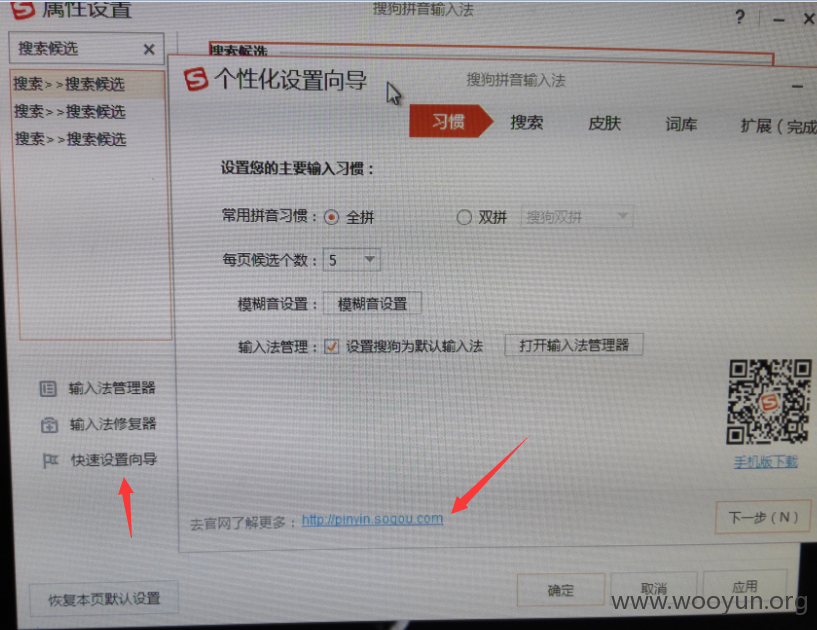 属性设置
搜狗拼音输入法
搜索候选
搜索候选
搜索>>搜索候选
搜索>>搜索候选
搜索>>搜索候选
个性化设置向导
搜狗拼音输入法
习惯 搜索 皮肤 词库 扩展(完成
设置您的主要输入习惯：
常用拼音习惯： 全拼 双拼 搜狗双拼
每页候选个数： 5
模糊音设置： 模糊音设置
输入法管理： 设置搜狗为默认输入法 打开输入法管理器
输入法管理器
输入法修复器
快速设置向导
手机版下载
去官网了解更多： http://pinyin.sogou.com
下一步(N)
恢复本页默认设置
确定 取消 应用
www.wooyun.org